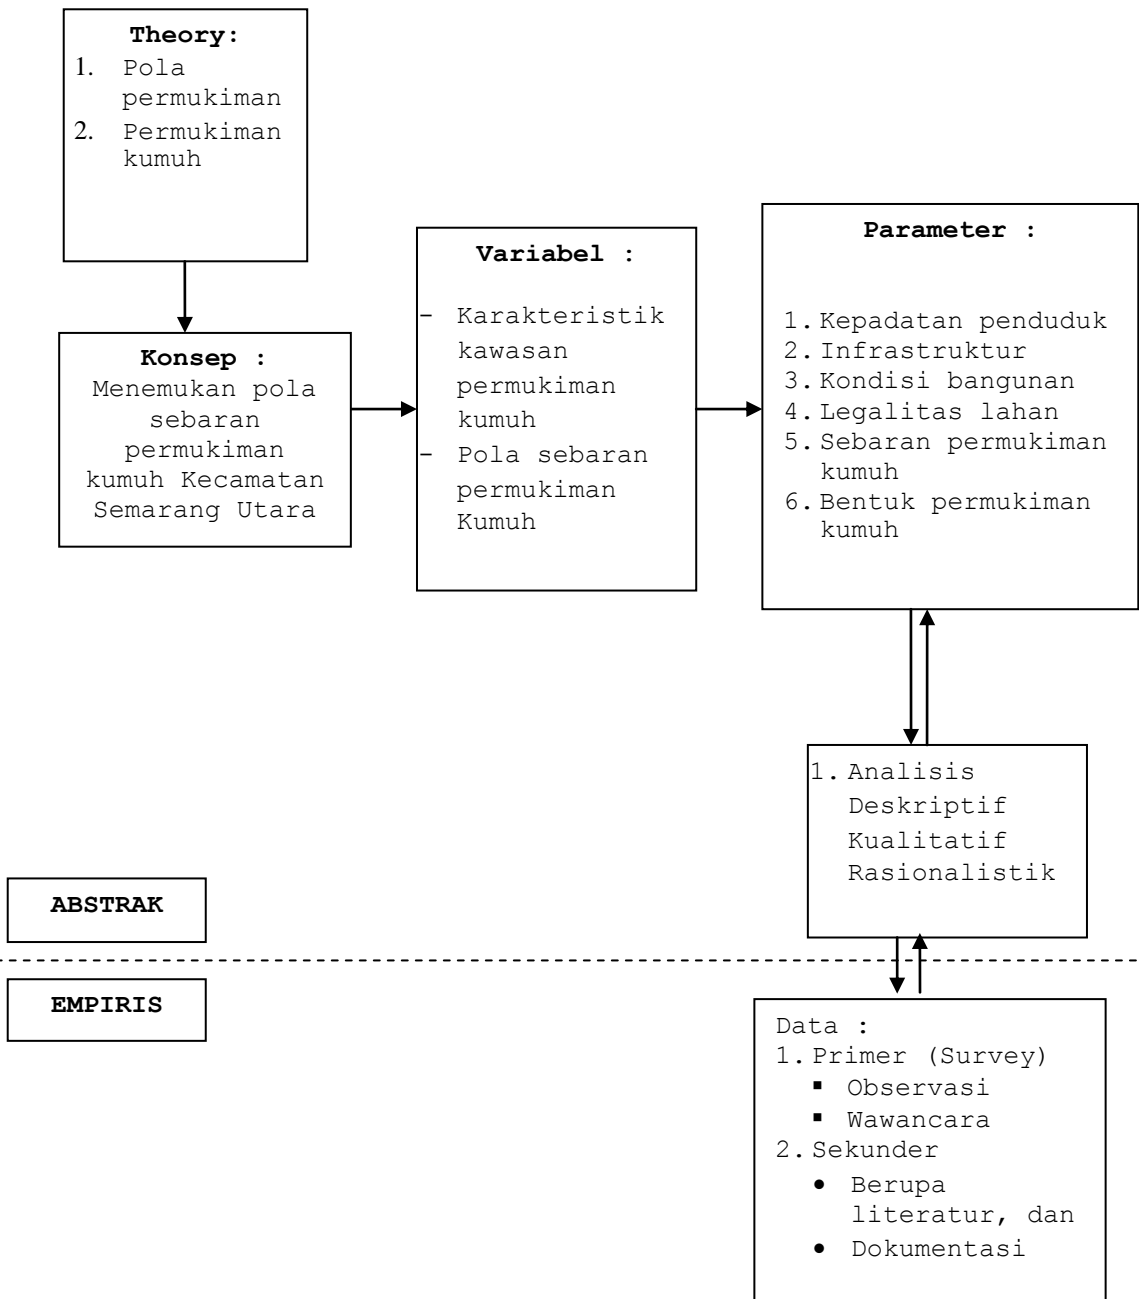 Theory:
1. Pola
permukiman
2. Permukiman
kumuh
Konsep :
Menemukan pola
sebaran
permukiman
kumuh Kecamatan
Semarang Utara
Variabel :
- Karakteristik
kawasan
permukiman
kumuh
- Pola sebaran
permukiman
Kumuh
Parameter :
1. Kepadatan penduduk
2. Infrastruktur
3. Kondisi bangunan
4. Legalitas lahan
5. Sebaran permukiman
kumuh
6. Bentuk permukiman
kumuh
1. Analisis
Deskriptif
Kualitatif
Rasionalistik
ABSTRAK
EMPIRIS
Data :
1. Primer (Survey)
▪ Observasi
▪ Wawancara
2. Sekunder
• Berupa
literatur, dan
• Dokumentasi